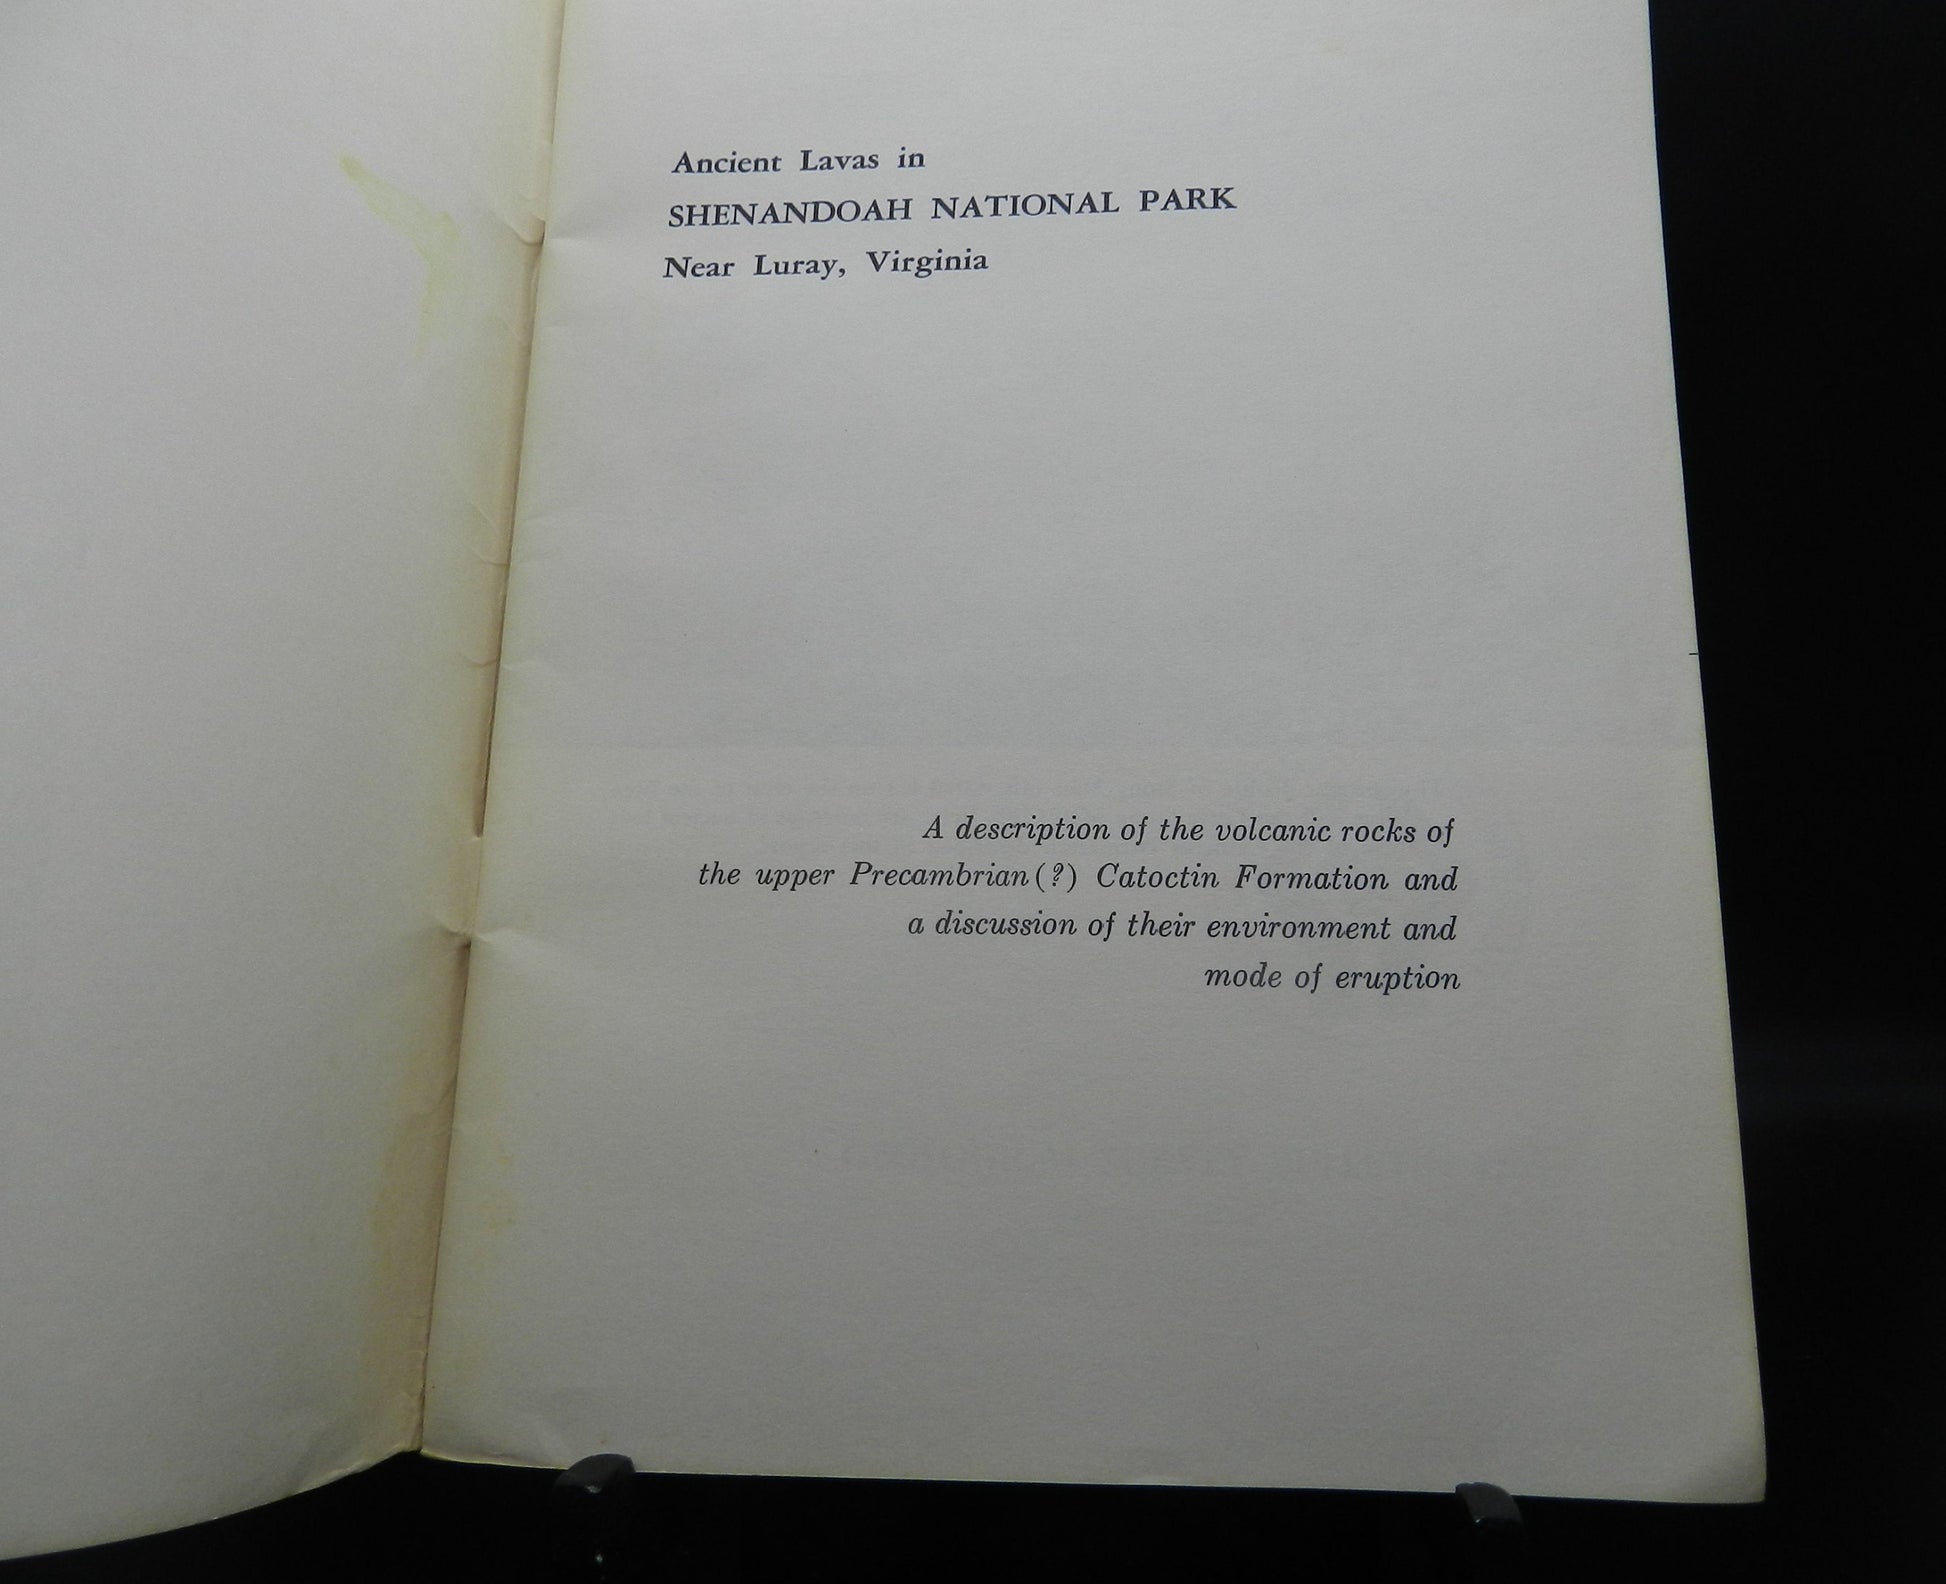 Ancient Lavas in
SHENANDOAH NATIONAL PARK
Near Luray, Virginia
A description of the volcanic rocks of
the upper Precambrian(?) Catoctin Formation and
a discussion of their environment and
mode of eruption